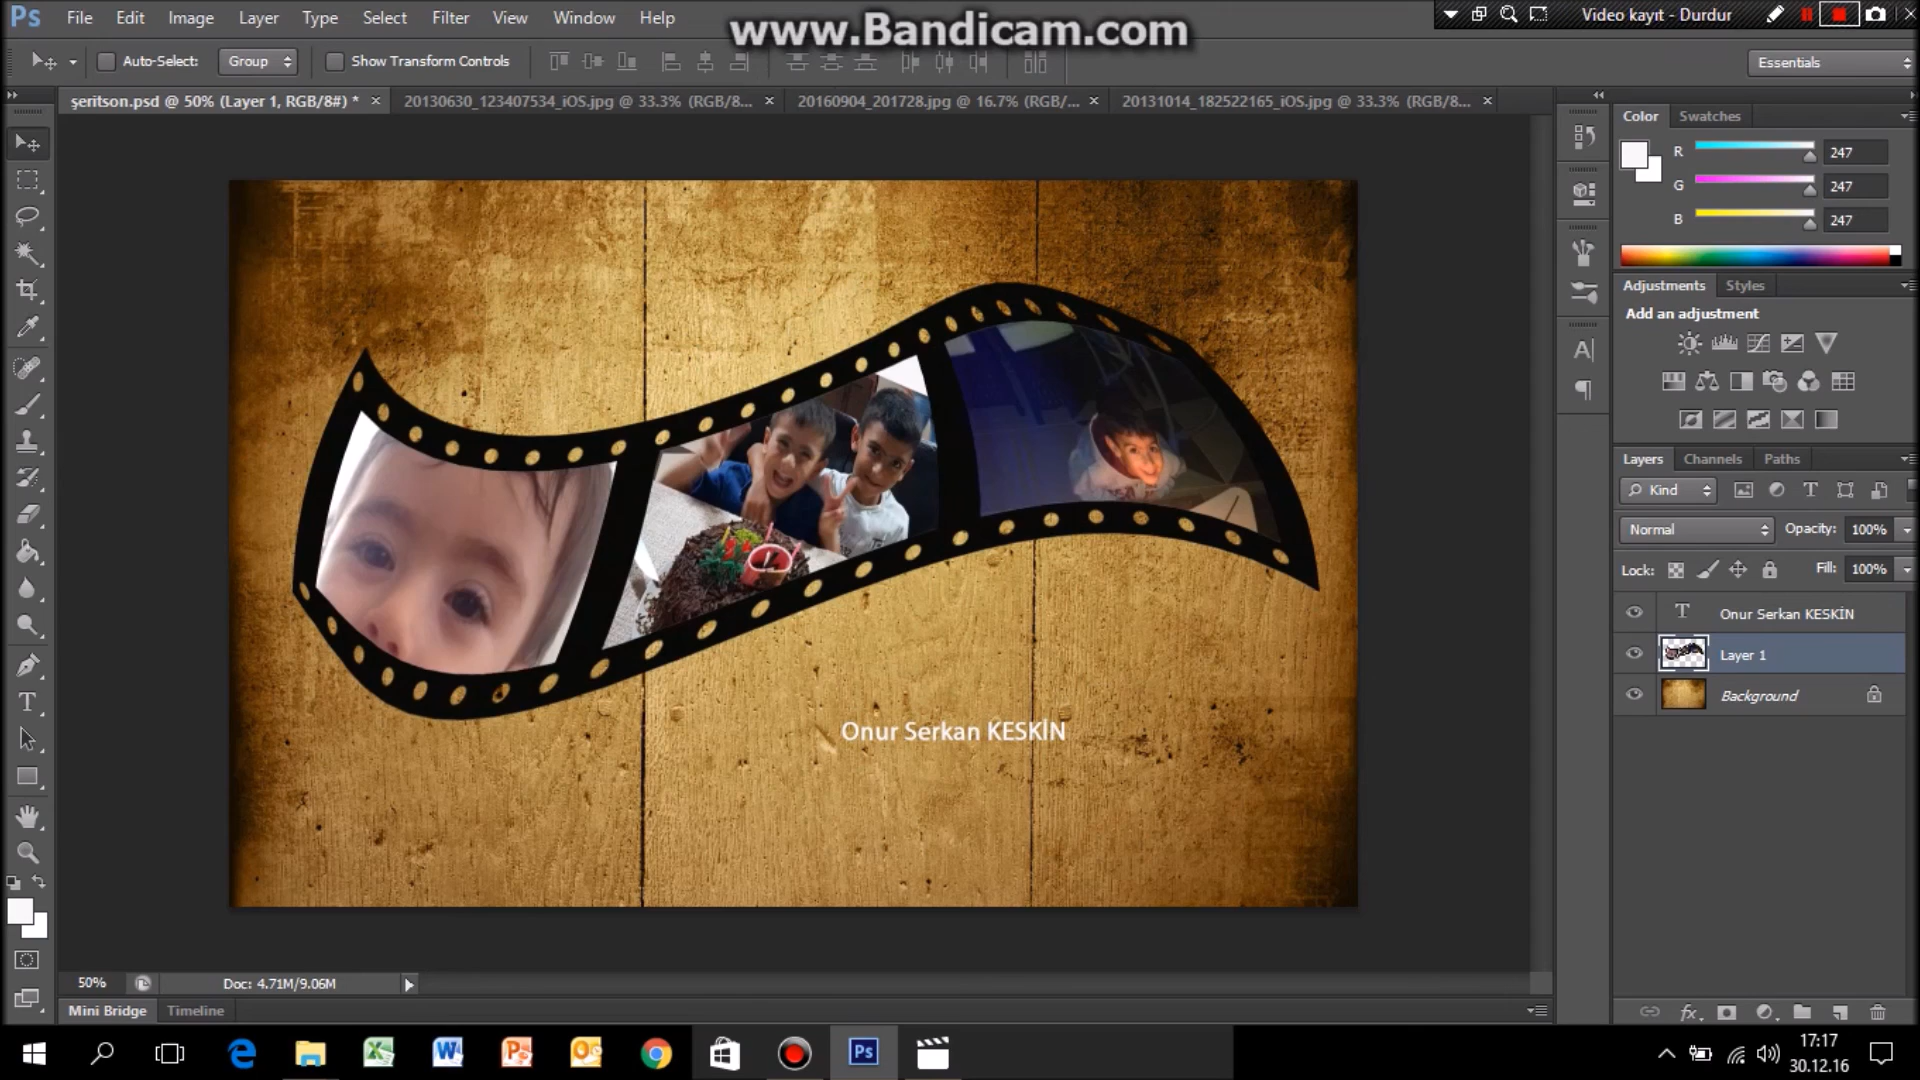 Ps File Edit Image Layer Type Select Filter View Window Help
www.Bandicam.com
Video kayıt - Durdur
Auto-Select: Group Show Transform Controls
Essentials
şeritson.psd @ 50% (Layer 1, RGB/8#) *
20130630_123407534_iOS.jpg @ 33.3% (RGB/8...
20160904_201728.jpg @ 16.7% (RGB/...
20131014_182522165_iOS.jpg @ 33.3% (RGB/8...
Color Swatches
R 247
G 247
B 247
Adjustments Styles
Add an adjustment
Layers Channels Paths
Kind
Normal Opacity: 100%
Lock: Fill: 100%
Onur Serkan KESKİN
Layer 1
Background
Onur Serkan KESKİN
50% Doc: 4.71M/9.06M
Mini Bridge Timeline
17:17
30.12.16